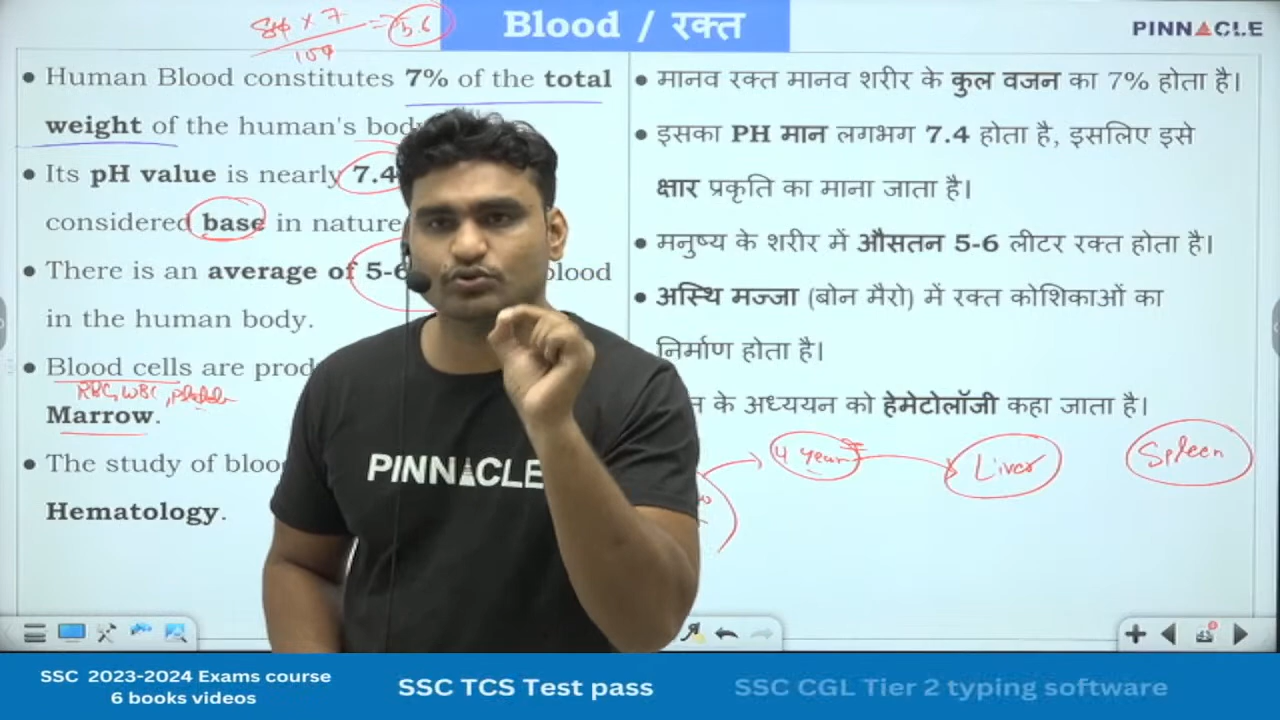 80 × 7
100
= 5.6
Blood / रक्त
PINNACLE
Human Blood constitutes 7% of the total
weight of the human's body
Its pH value is nearly 7.4
considered base in nature
There is an average of 5-6 blood
in the human body.
Blood cells are prod
RBC, WBC, Platelets
Marrow.
The study of bloo
Hematology.
मानव रक्त मानव शरीर के कुल वजन का 7% होता है।
इसका PH मान लगभग 7.4 होता है, इसलिए इसे
क्षार प्रकृति का माना जाता है।
मनुष्य के शरीर में औसतन 5-6 लीटर रक्त होता है।
अस्थि मज्जा (बोन मैरो) में रक्त कोशिकाओं का
निर्माण होता है।
के अध्ययन को हेमेटोलॉजी कहा जाता है।
4 year
Liver
Spleen
PINNACLE
SSC 2023-2024 Exams course
6 books videos
SSC TCS Test pass
SSC CGL Tier 2 typing software